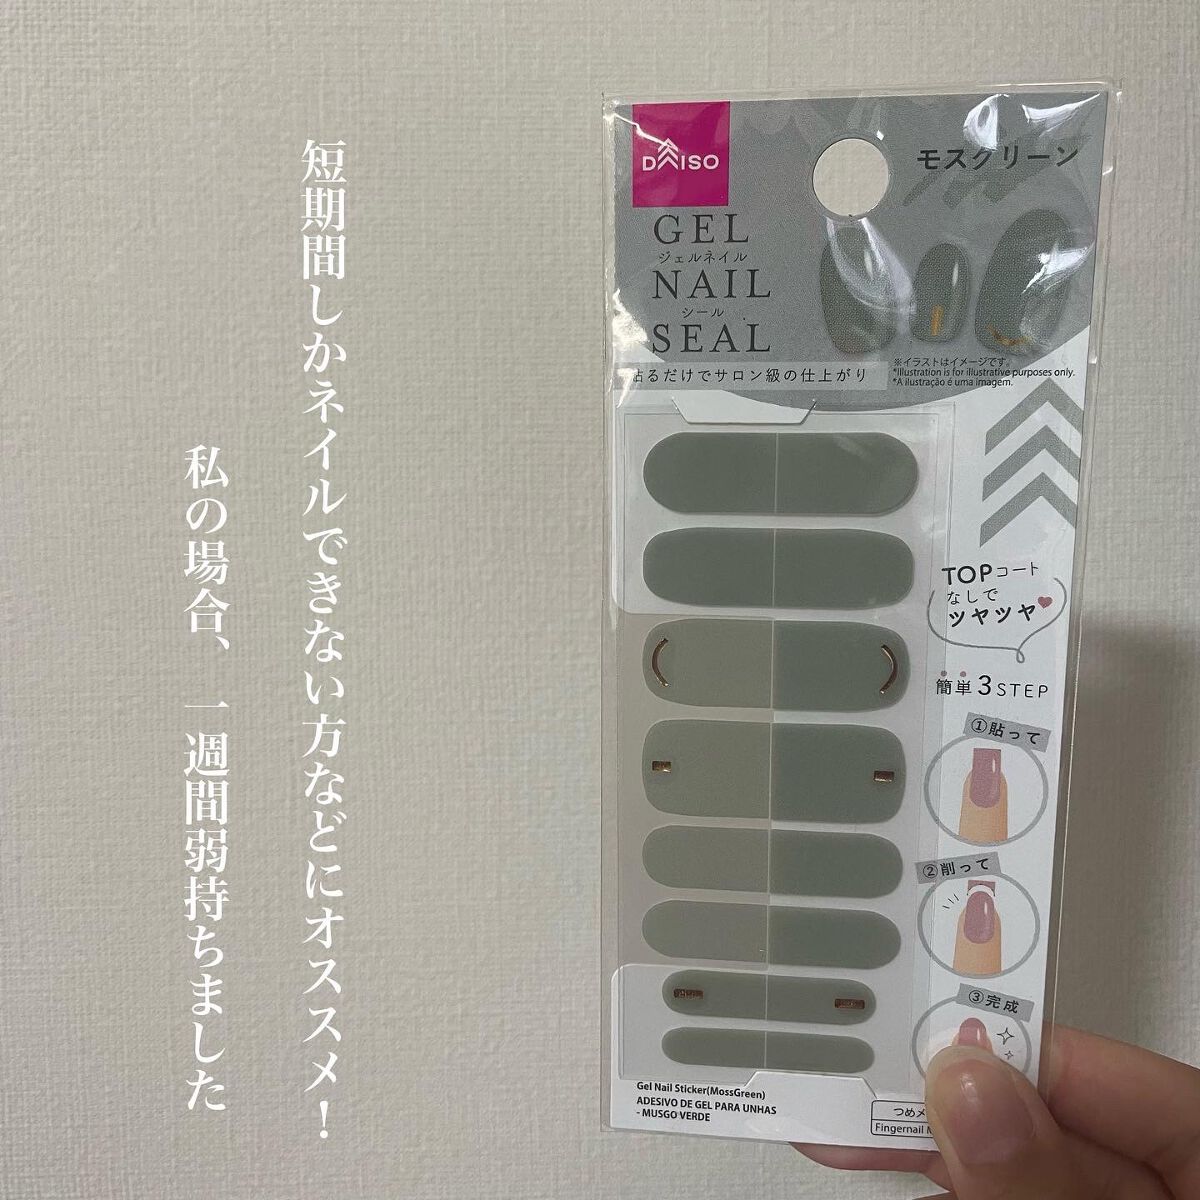 短期間しかネイルできない方などにオススメ！
私の場合、一週間弱持ちました
DAISO
モスグリーン
GEL
ジェルネイル
NAIL
シール
SEAL
貼るだけでサロン級の仕上がり
※イラストはイメージです。
*Illustration is for illustrative purposes only.
*A ilustração é uma imagem.
TOPコート
なしで
ツヤツヤ
簡単3STEP
①貼って
②削って
③完成
Gel Nail Sticker(MossGreen)
ADESIVO DE GEL PARA UNHAS
- MUSGO VERDE
つめ
Fingernail